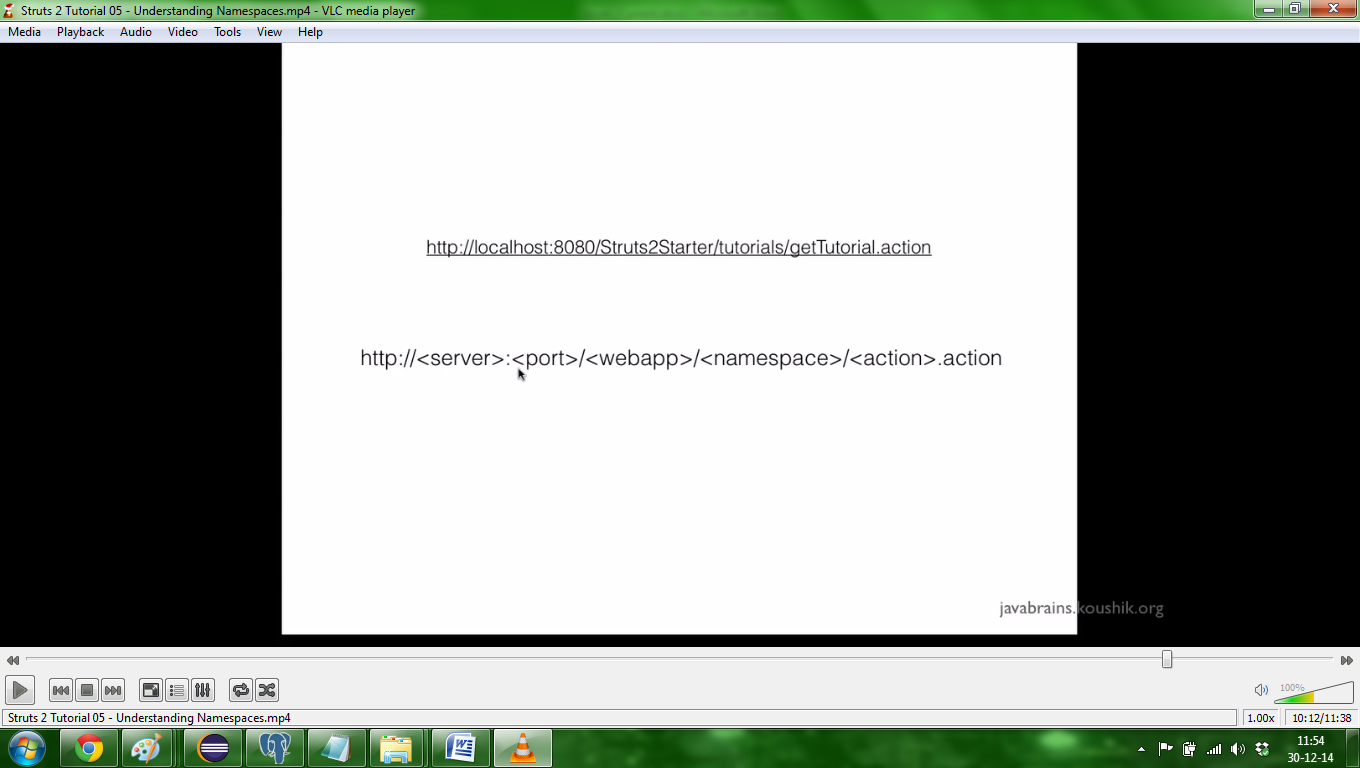 Struts 2 Tutorial 05 - Understanding Namespaces.mp4 - VLC media player
Media Playback Audio Video Tools View Help
http://localhost:8080/Struts2Starter/tutorials/getTutorial.action
http://<server>:<port>/<webapp>/<namespace>/<action>.action
javabrains.koushik.org
100%
Struts 2 Tutorial 05 - Understanding Namespaces.mp4 1.00x 10:12/11:38
11:54
30-12-14